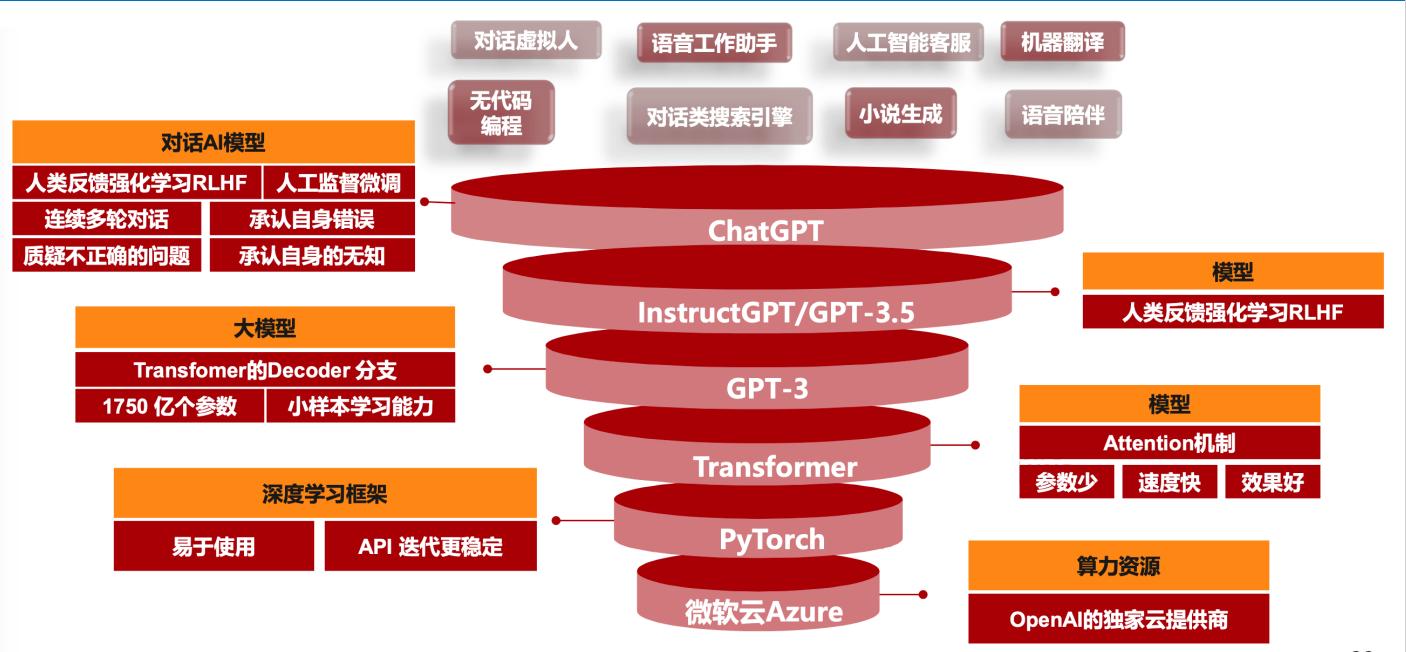 对话虚拟人
语音工作助手
人工智能客服
机器翻译
无代码
编程
对话类搜索引擎
小说生成
语音陪伴
对话AI模型
人类反馈强化学习RLHF
人工监督微调
连续多轮对话
承认自身错误
质疑不正确的问题
承认自身的无知
ChatGPT
InstructGPT/GPT-3.5
模型
人类反馈强化学习RLHF
大模型
Transfomer的Decoder 分支
1750 亿个参数
小样本学习能力
GPT-3
Transformer
模型
Attention机制
参数少
速度快
效果好
深度学习框架
易于使用
API 迭代更稳定
PyTorch
微软云Azure
算力资源
OpenAI的独家云提供商